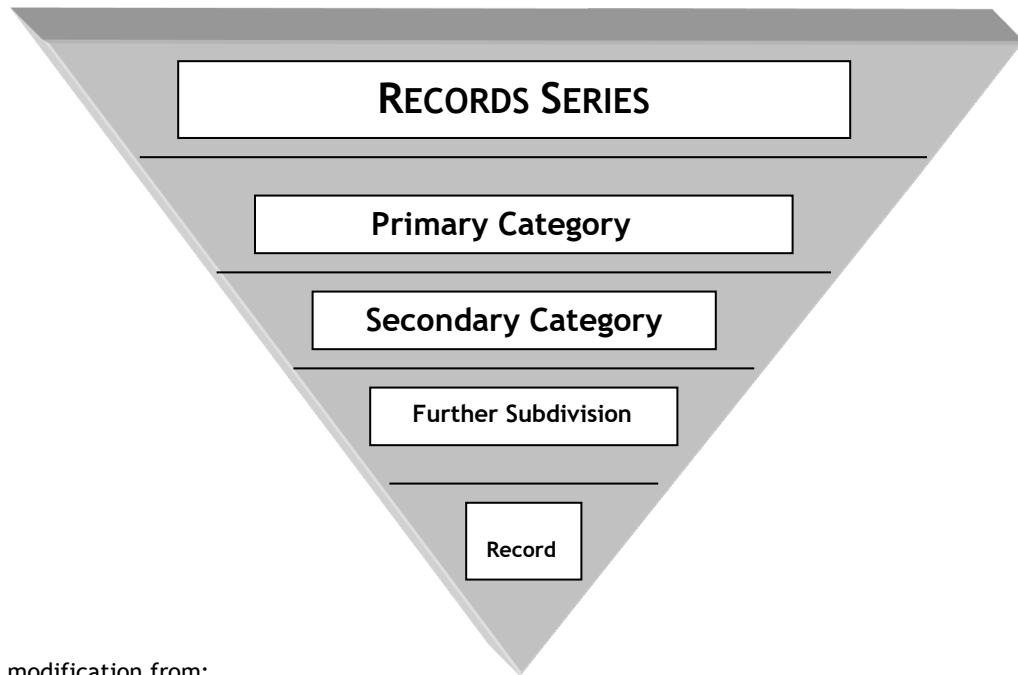 RECORDS SERIES
Primary Category
Secondary Category
Further Subdivision
Record
modification from: